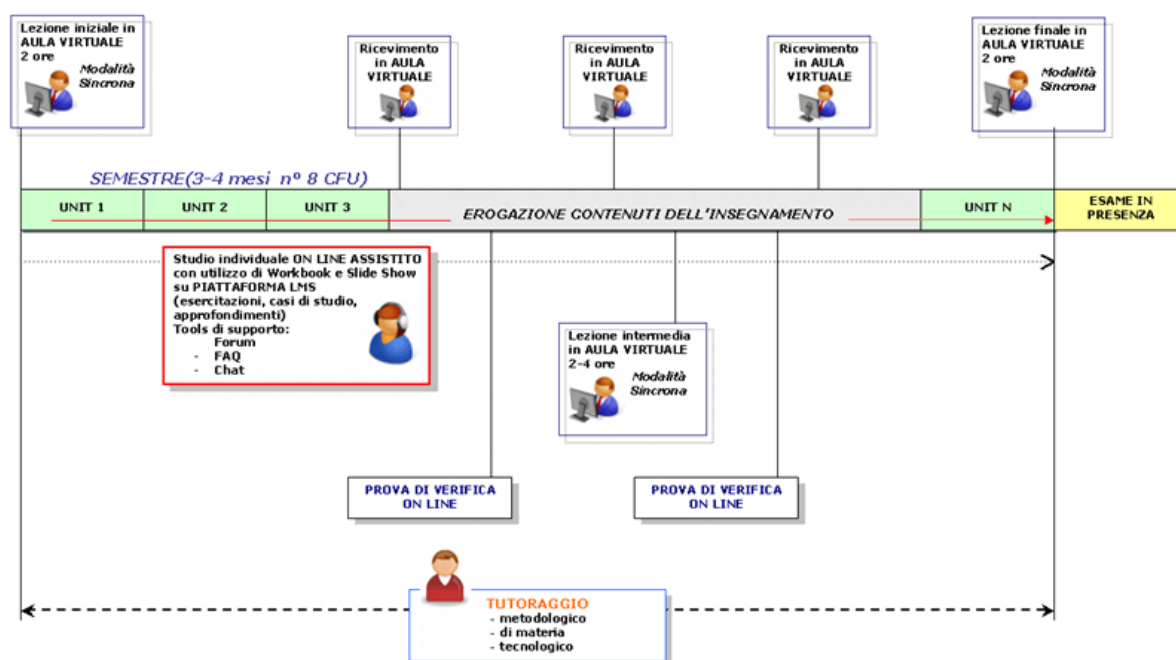 Lezione iniziale in
AULA VIRTUALE
2 ore
Modalità
Sincrona
Ricevimento
in AULA
VIRTUALE
Ricevimento
in AULA
VIRTUALE
Ricevimento
in AULA
VIRTUALE
Lezione finale in
AULA VIRTUALE
2 ore
Modalità
Sincrona
SEMESTRE(3-4 mesi n° 8 CFU)
UNIT 1
UNIT 2
UNIT 3
EROGAZIONE CONTENUTI DELL'INSEGNAMENTO
UNIT N
ESAME IN
PRESENZA
Studio individuale ON LINE ASSISTITO
con utilizzo di Workbook e Slide Show
su PIATTAFORMA LMS
(esercitazioni, casi di studio,
approfondimenti)
Tools di supporto:
Forum
- FAQ
- Chat
Lezione intermedia
in AULA VIRTUALE
2-4 ore
Modalità
Sincrona
PROVA DI VERIFICA
ON LINE
PROVA DI VERIFICA
ON LINE
TUTORAGGIO
- metodologico
- di materia
- tecnologico